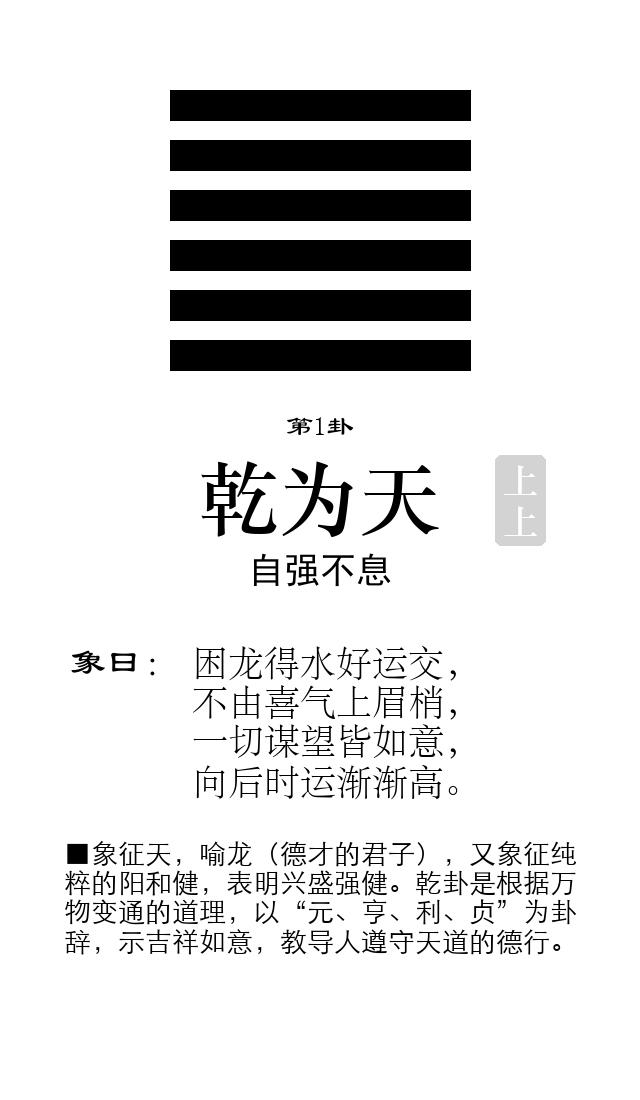 第1卦
乾为天
上上
自强不息
象曰：困龙得水好运交，
不由喜气上眉梢，
一切谋望皆如意，
向后时运渐渐高。
■象征天，喻龙（德才的君子），又象征纯
粹的阳和健，表明兴盛强健。乾卦是根据万
物变通的道理，以“元、亨、利、贞”为卦
辞，示吉祥如意，教导人遵守天道的德行。